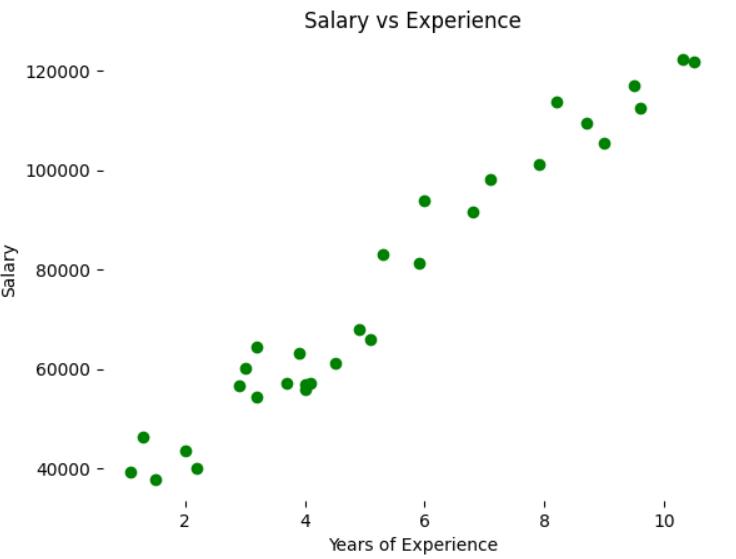 Salary vs Experience
120000
100000
80000
60000
40000
Salary
2 4 6 8 10
Years of Experience